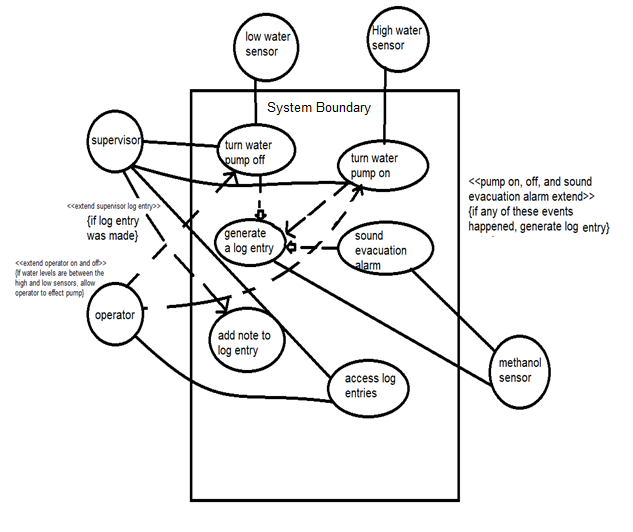 low water
sensor
High water
sensor
System Boundary
supervisor
turn water
pump off
turn water
pump on
<<pump on, off, and sound
evacuation alarm extend>>
{if any of these events
happened, generate log entry}
<<extend supervisor log entry>>
{if log entry
was made}
generate
a log entry
sound
evacuation
alarm
<<extend operator on and off>>
{If water levels are between the
high and low sensors, allow
operator to effect pump}
operator
add note to
log entry
methanol
sensor
access log
entries